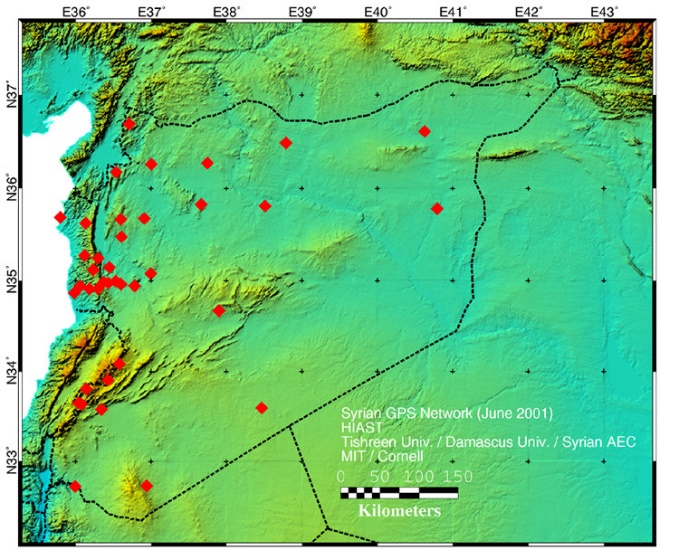 E36° E37° E38° E39° E40° E41° E42° E43°
N37°
N36°
N35°
N34°
N33°
Syrian GPS Network (June 2001)
HIAST
Tishreen Univ. / Damascus Univ. / Syrian AEC
MIT / Cornell
0 50 100 150
Kilometers